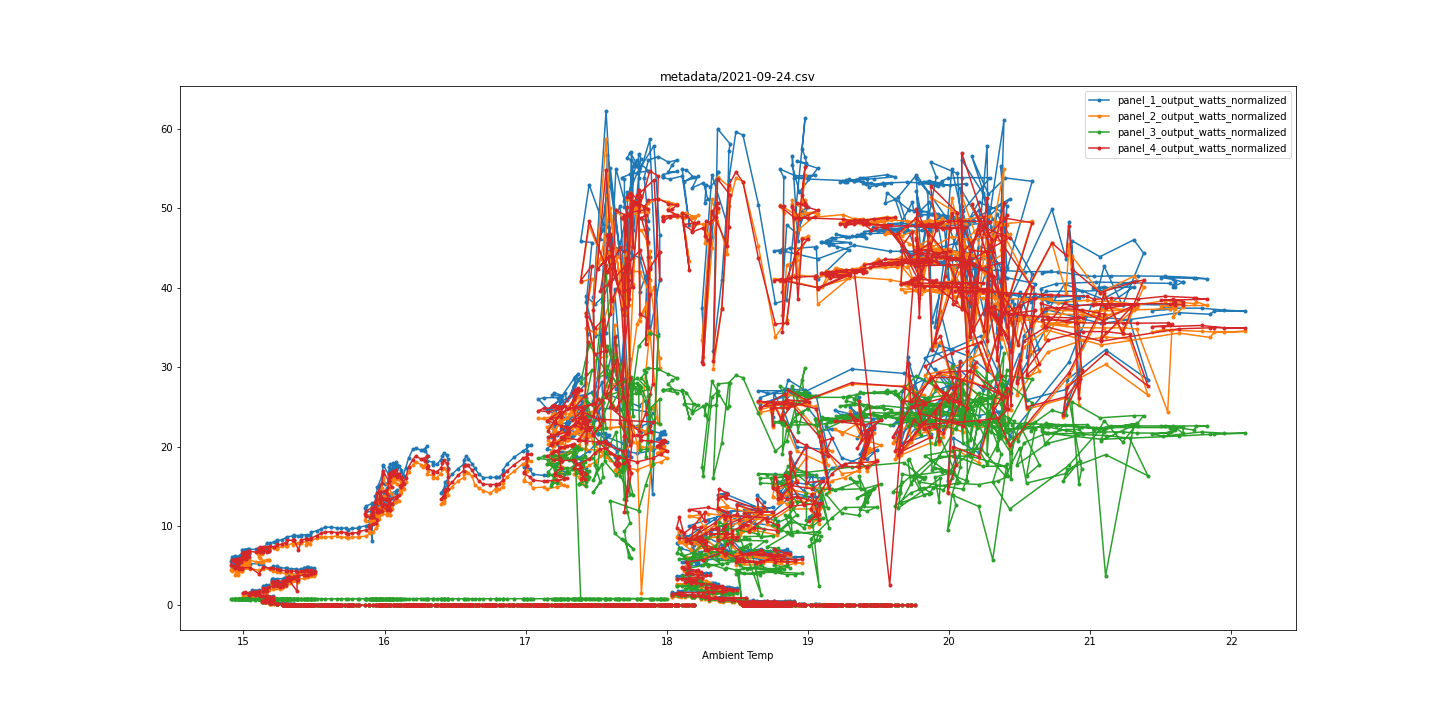 metadata/2021-09-24.csv
panel_1_output_watts_normalized
panel_2_output_watts_normalized
panel_3_output_watts_normalized
panel_4_output_watts_normalized
60
50
40
30
20
10
0
15 16 17 18 19 20 21 22
Ambient Temp